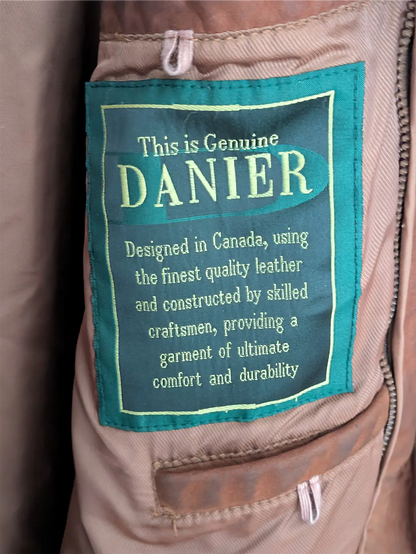 This is Genuine
DANIER
Designed in Canada, using
the finest quality leather
and constructed by skilled
craftsmen, providing a
garment of ultimate
comfort and durability